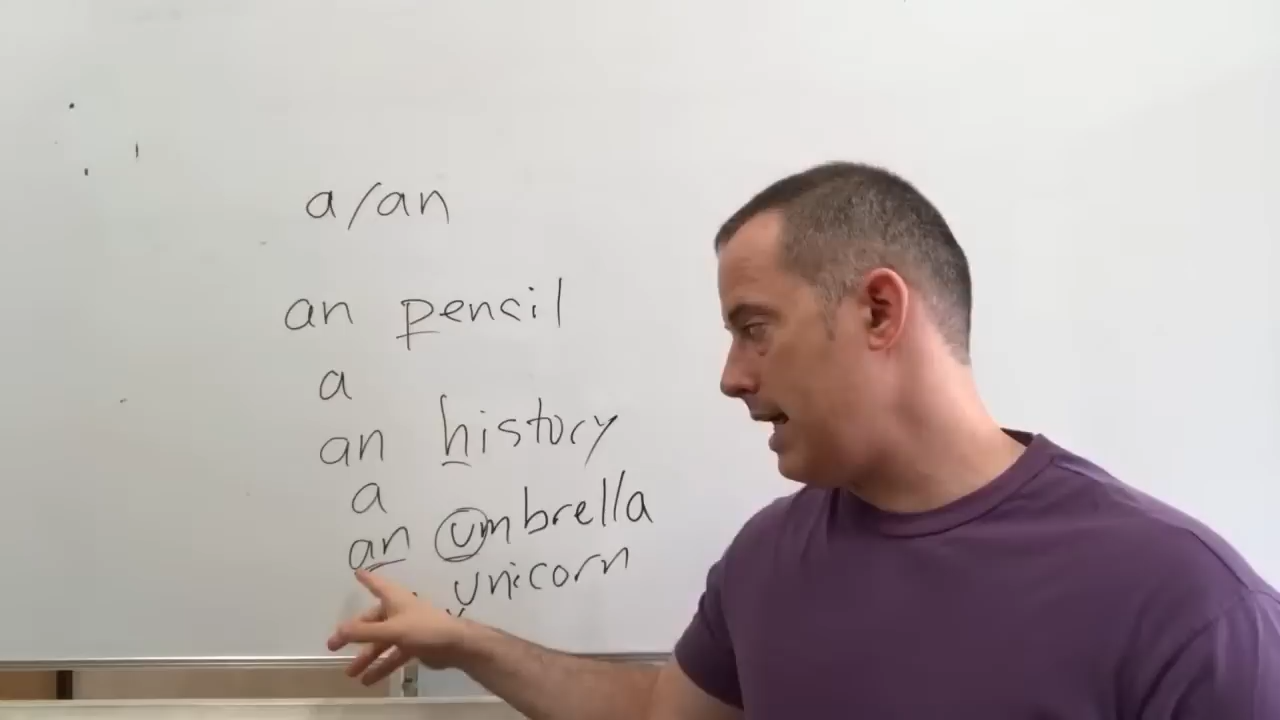 a/an
an pencil
a
an history
a
an umbrella
unicorn